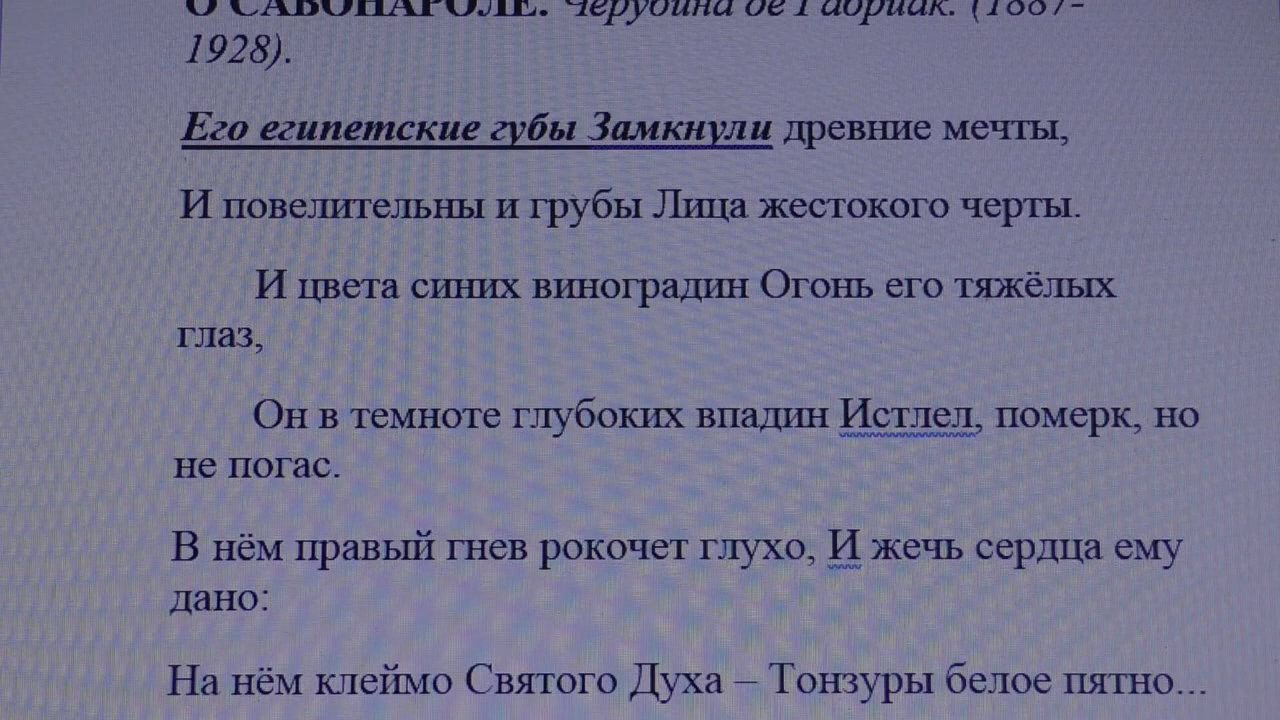 О САВОНАРОЛЕ. Черубина де Габриак. (1887-
1928).
Его египетские губы Замкнули древние мечты,
И повелительны и грубы Лица жестокого черты.
И цвета синих виноградин Огонь его тяжёлых
глаз,
Он в темноте глубоких впадин Истлел, померк, но
не погас.
В нём правый гнев рокочет глухо, И жечь сердца ему
дано:
На нём клеймо Святого Духа – Тонзуры белое пятно...